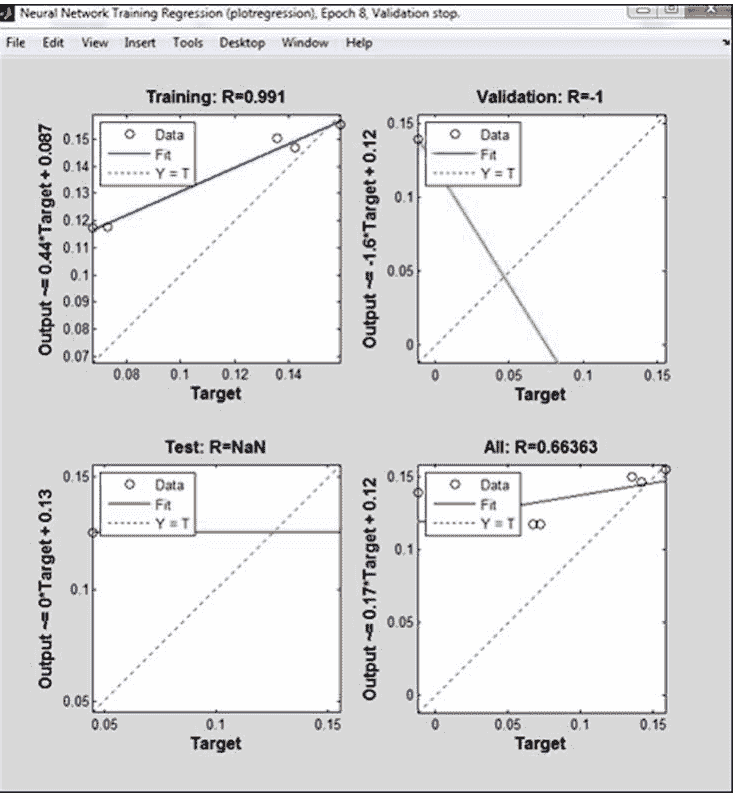 Neural Network Training Regression (plotregression), Epoch 8, Validation stop.
File Edit View Insert Tools Desktop Window Help
Training: R=0.991
Output ~= 0.44*Target + 0.087
0.15
0.14
0.13
0.12
0.11
0.1
0.09
0.08
0.07
Data
Fit
Y = T
0.08 0.1 0.12 0.14
Target
Validation: R=-1
Output ~= -1.6*Target + 0.12
0.15
0.1
0.05
0
Data
Fit
Y = T
0 0.05 0.1 0.15
Target
Test: R=NaN
Output ~= 0*Target + 0.13
0.15
0.1
0.05
Data
Fit
Y = T
0.05 0.1 0.15
Target
All: R=0.66363
Output ~= 0.17*Target + 0.12
0.15
0.1
0.05
0
Data
Fit
Y = T
0 0.05 0.1 0.15
Target